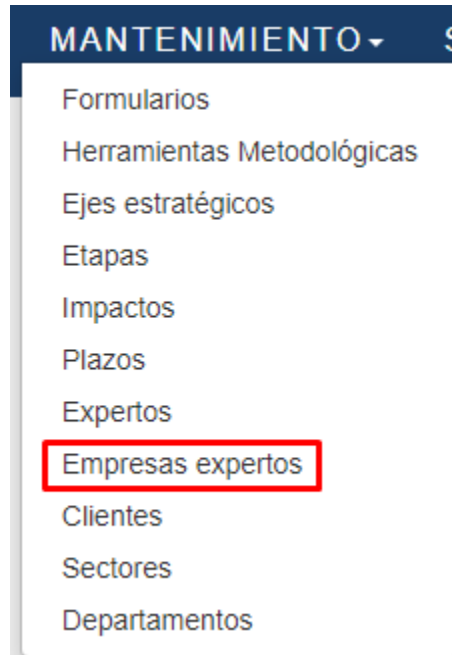 MANTENIMIENTO
Formularios
Herramientas Metodológicas
Ejes estratégicos
Etapas
Impactos
Plazos
Expertos
Empresas expertos
Clientes
Sectores
Departamentos